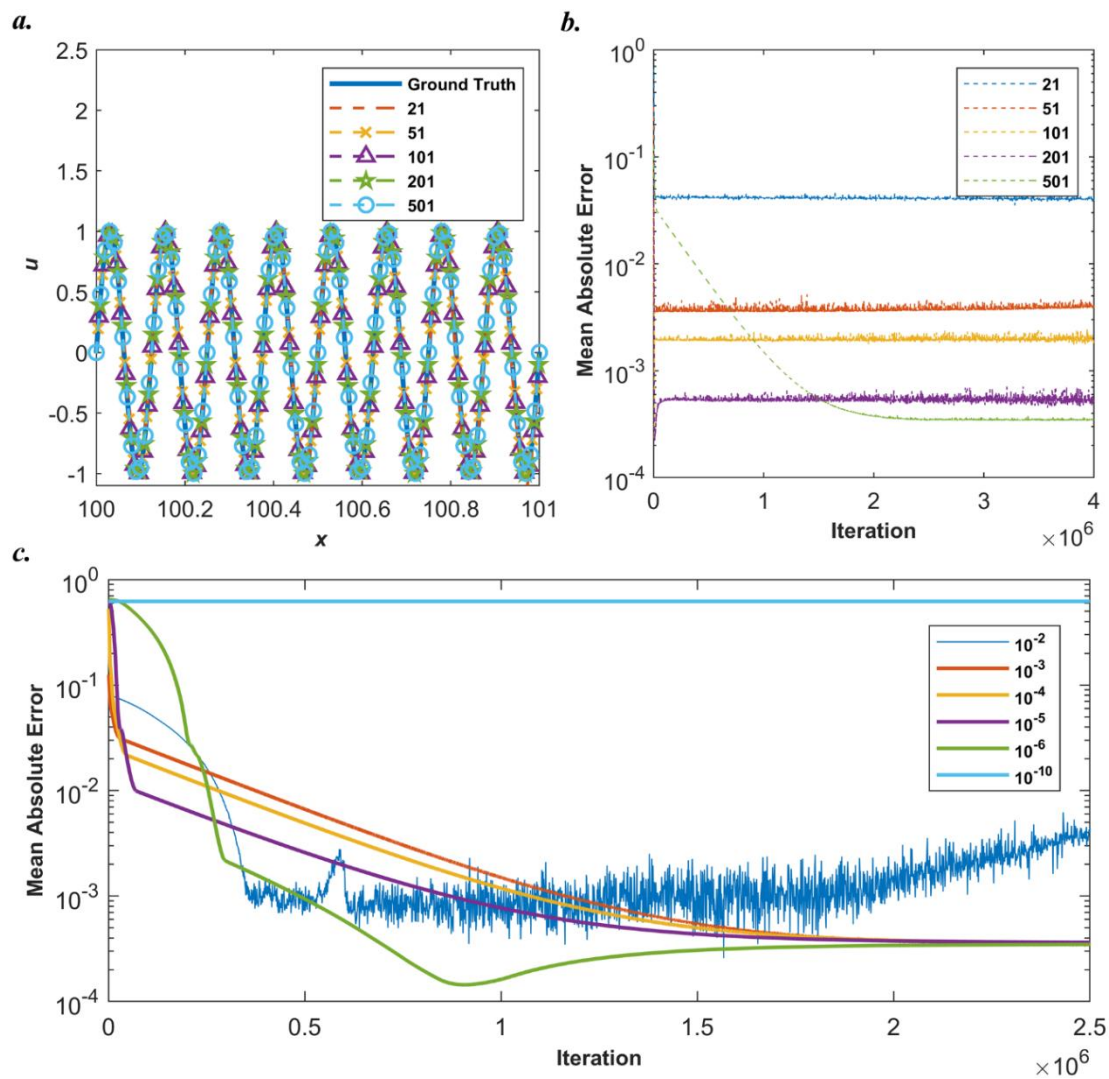 a.
2.5
2
1.5
1
0.5
0
-0.5
-1
u
Ground Truth
21
51
101
201
501
100 100.2 100.4 100.6 100.8 101
x
b.
10^0
10^-1
10^-2
10^-3
10^-4
Mean Absolute Error
21
51
101
201
501
0 1 2 3 4
Iteration
×10^6
c.
10^0
10^-1
10^-2
10^-3
10^-4
Mean Absolute Error
10^-2
10^-3
10^-4
10^-5
10^-6
10^-10
0 0.5 1 1.5 2 2.5
Iteration
×10^6